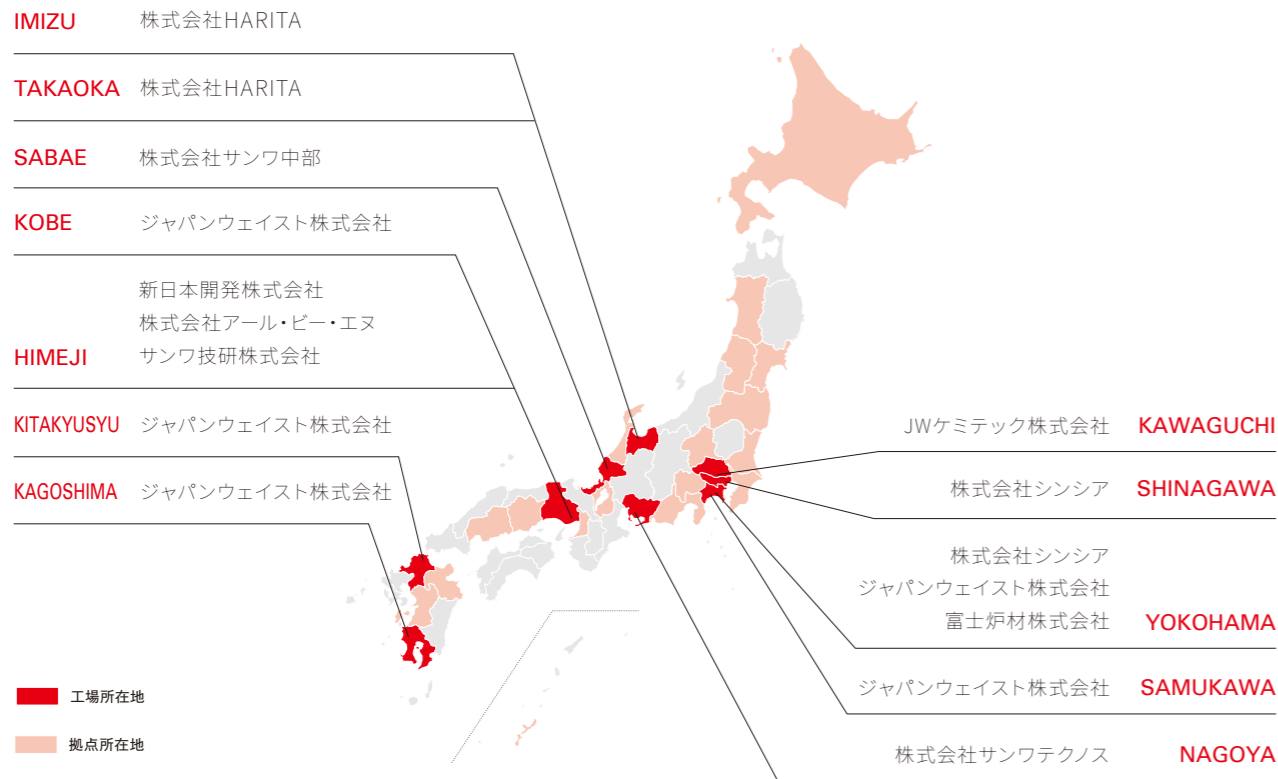 IMIZU 株式会社HARITA
TAKAOKA 株式会社HARITA
SABAE 株式会社サンワ中部
KOBE ジャパンウェイスト株式会社
新日本開発株式会社
株式会社アール・ビー・エヌ
HIMEJI サンワ技研株式会社
KITAKYUSYU ジャパンウェイスト株式会社
KAGOSHIMA ジャパンウェイスト株式会社
JWケミテック株式会社 KAWAGUCHI
株式会社シンシア SHINAGAWA
株式会社シンシア
ジャパンウェイスト株式会社
富士炉材株式会社 YOKOHAMA
ジャパンウェイスト株式会社 SAMUKAWA
株式会社サンワテクノス NAGOYA
工場所在地
拠点所在地